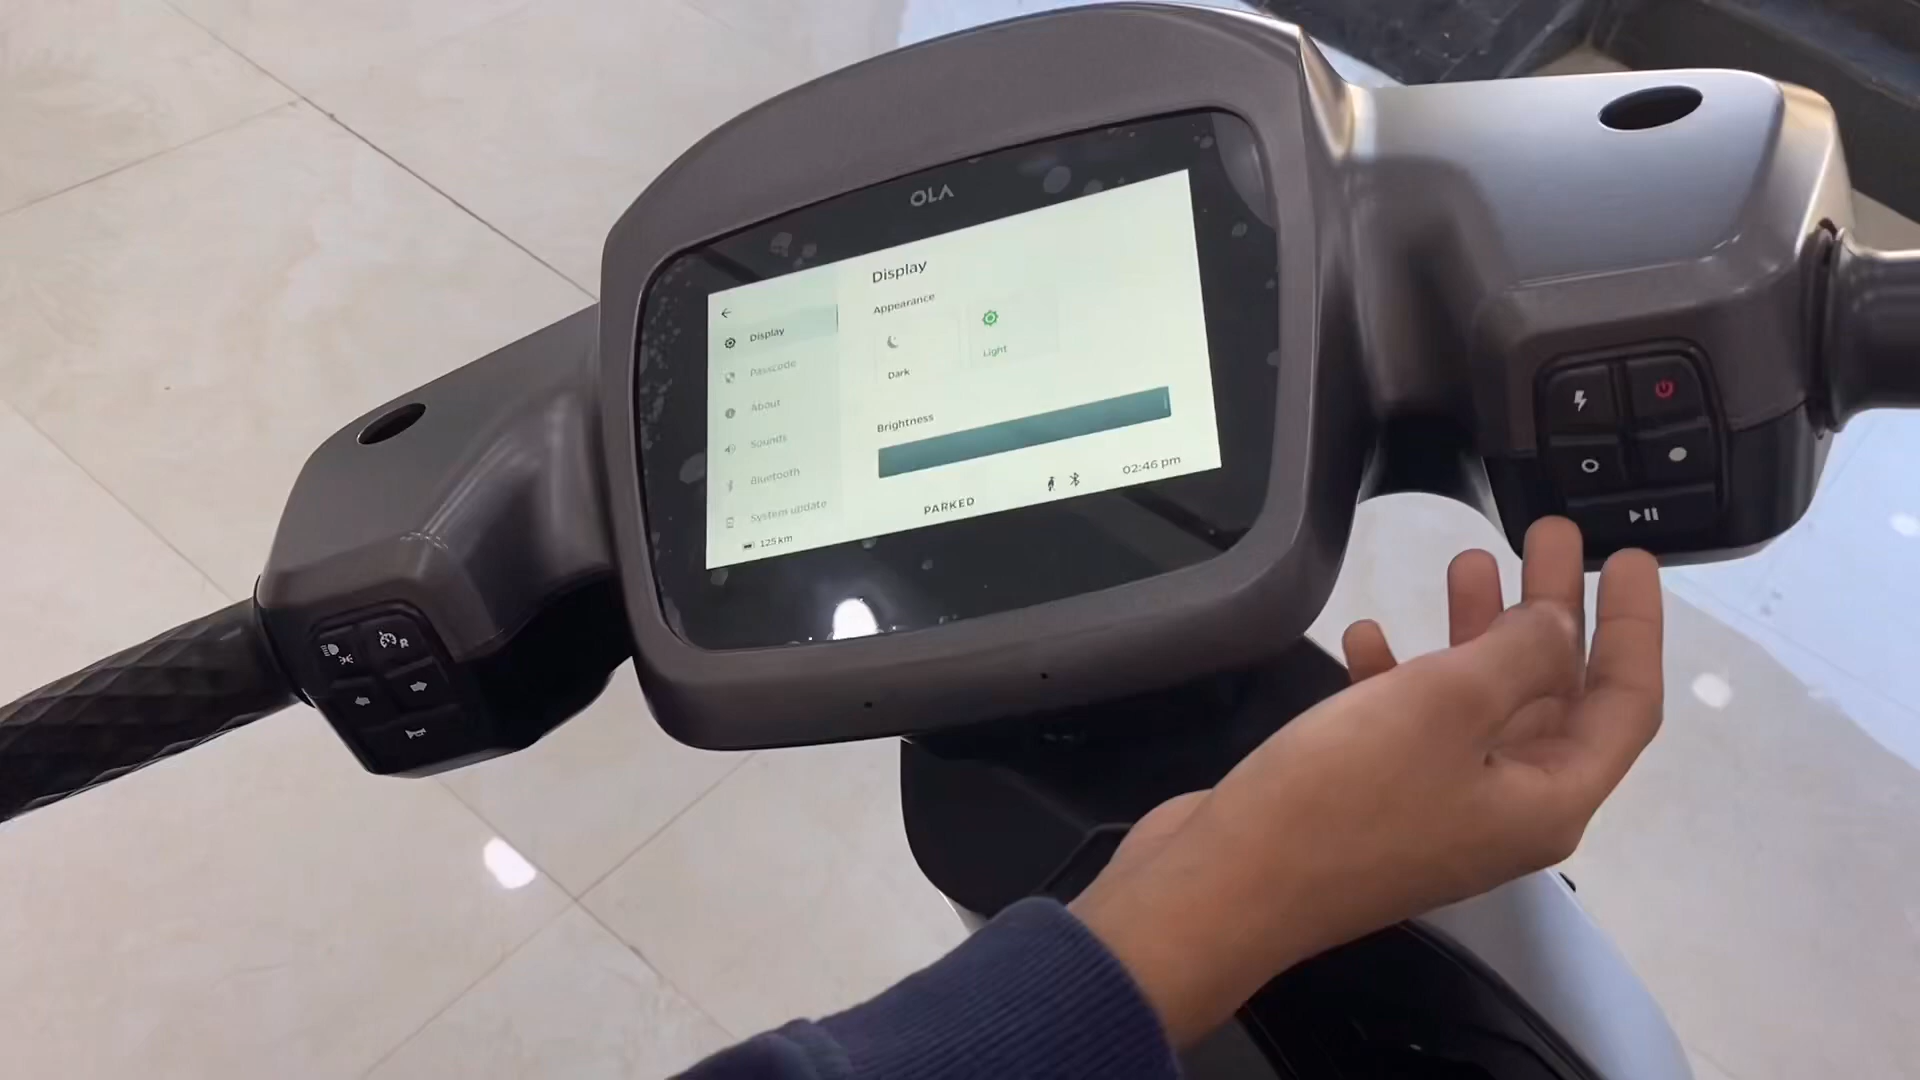 OLA
Display
Appearance
Dark
Light
Brightness
Display
Passcode
About
Sounds
Bluetooth
System update
125 km
PARKED
02:46 pm
R